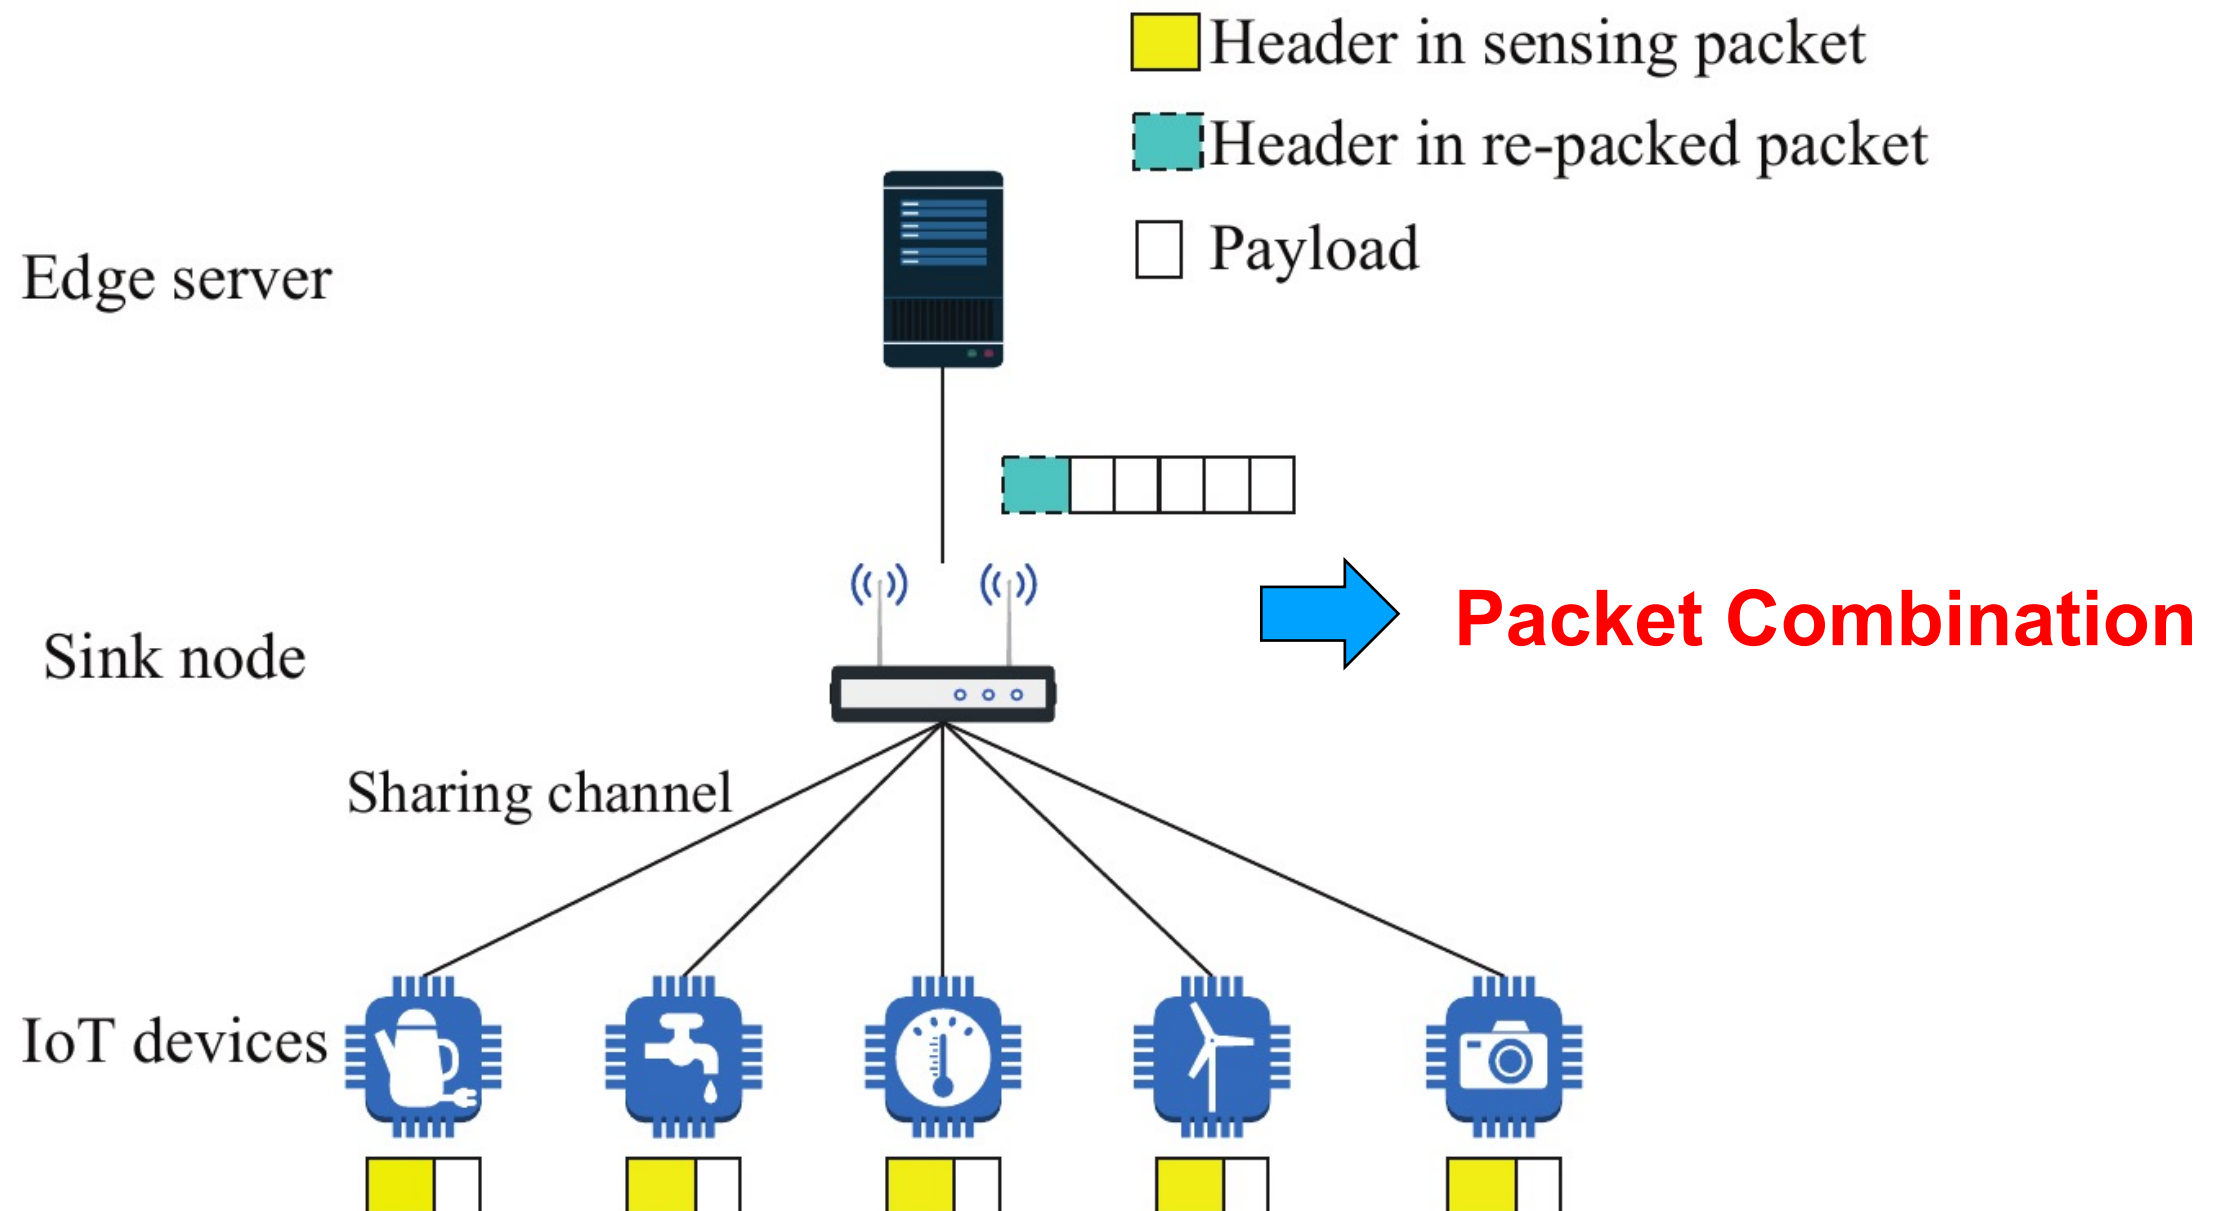 Header in sensing packet
Header in re-packed packet
Payload
Edge server
Packet Combination
Sink node
Sharing channel
IoT devices